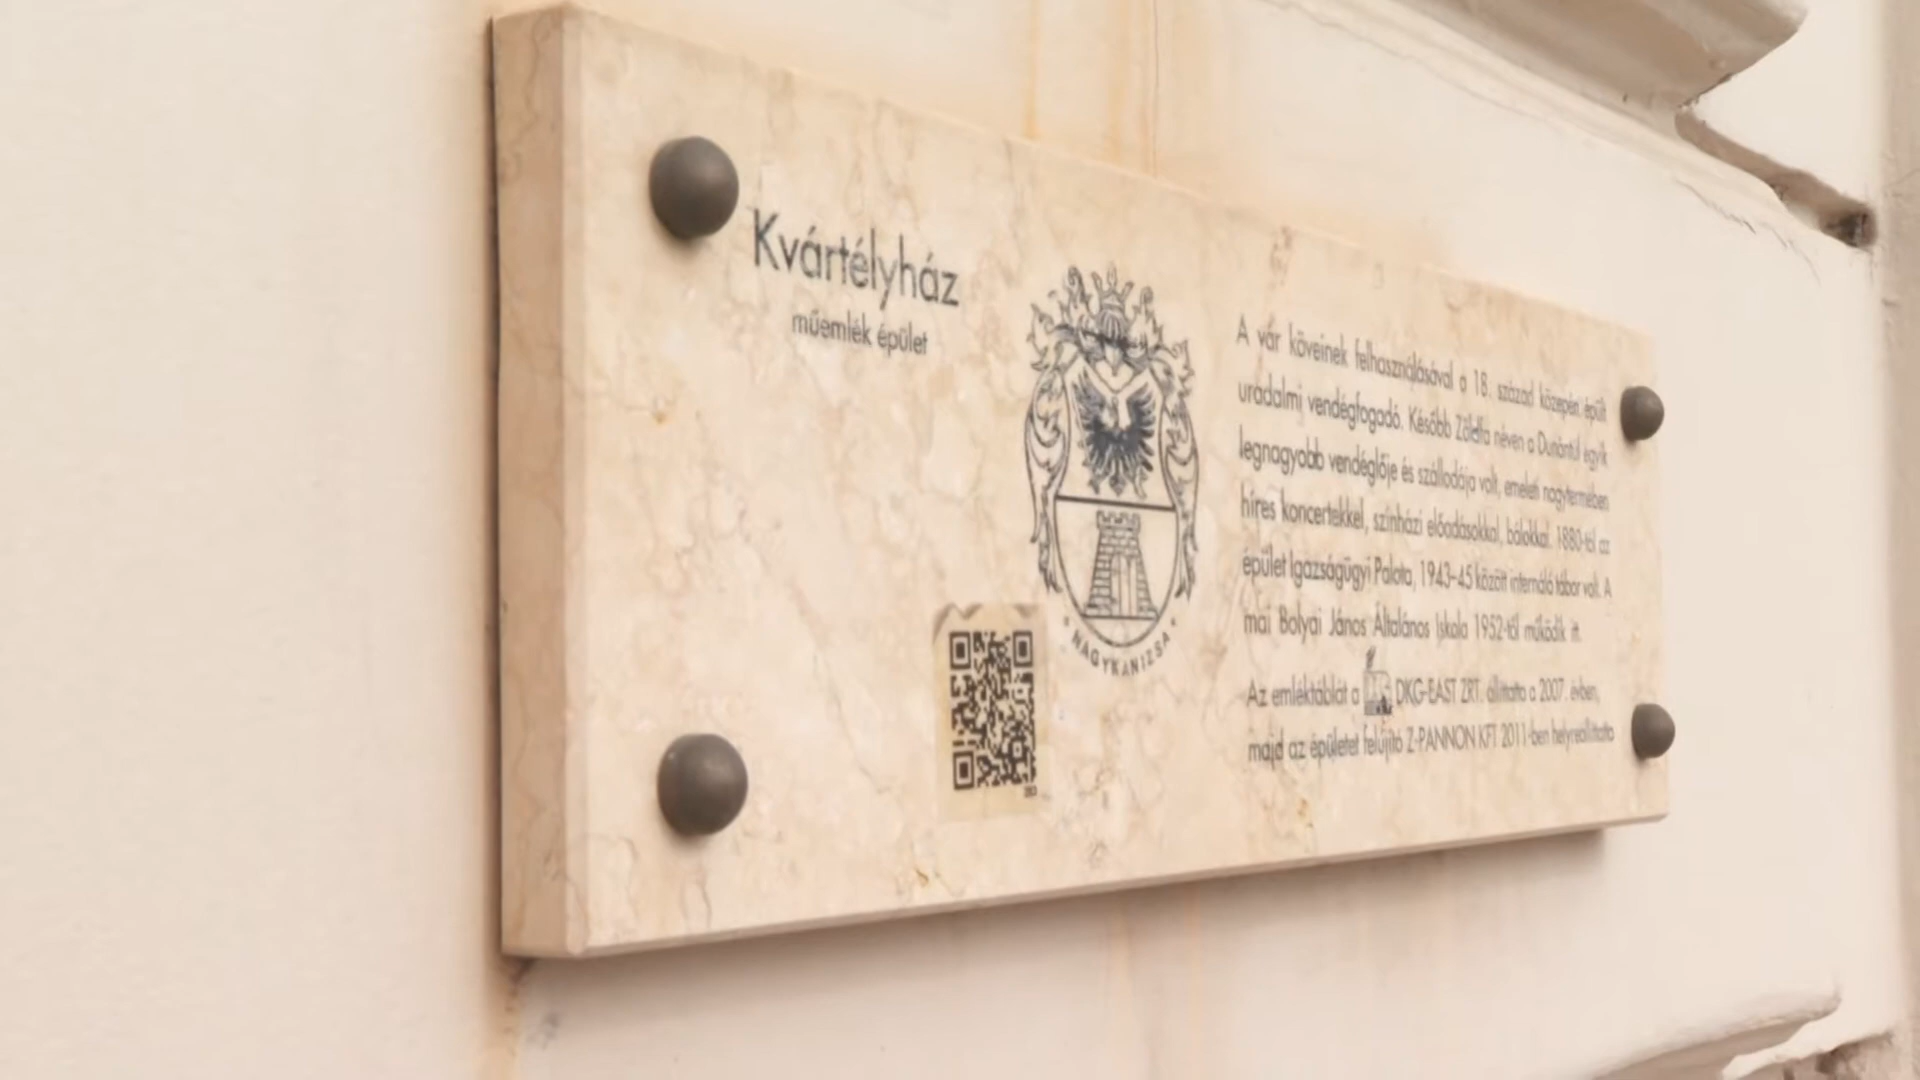 Kvártélyház
műemlék épület
NAGYKANIZSA
A vár köveinek felhasználásával a 18. század közepén épült
uradalmi vendégfogadó. Később Zöldfa néven a Dunántúl egyik
legnagyobb vendéglője és szállodája volt, emeleti nagytermében
híres koncertekkel, színházi előadásokkal, bálokkal. 1880-tól az
épület Igazságügyi Palota, 1943-45 között internáló tábor volt. A
mai Bolyai János Általános Iskola 1952-től működik itt.
Az emléktáblát a DKG-EAST ZRT. állíttatta a 2007. évben,
majd az épületet felújító Z-PANNON KFT 2011-ben helyreállíttatta